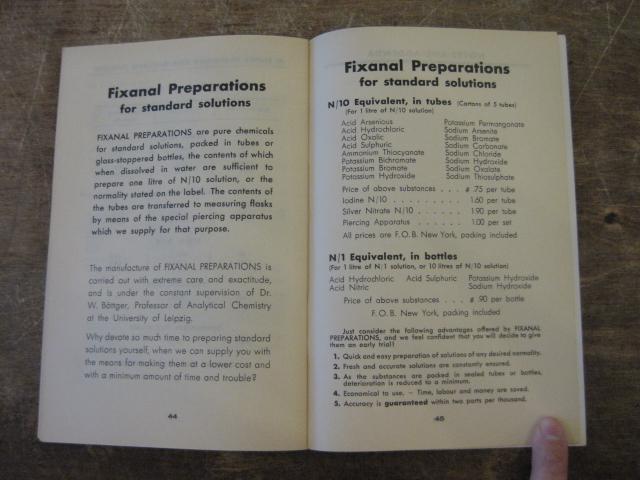 Fixanal Preparations
for standard solutions
FIXANAL PREPARATIONS are pure chemicals
for standard solutions, packed in tubes or
glass-stoppered bottles, the contents of which
when dissolved in water are sufficient to
prepare one litre of N/10 solution, or the
normality stated on the label. The contents of
the tubes are transferred to measuring flasks
by means of the special piercing apparatus
which we supply for that purpose.
The manufacture of FIXANAL PREPARATIONS is
carried out with extreme care and exactitude,
and is under the constant supervision of Dr.
W. Böttger, Professor of Analytical Chemistry
at the University of Leipzig.
Why devote so much time to preparing standard
solutions yourself, when we can supply you with
the means for making them at a lower cost and
with a minimum amount of time and trouble?
44
Fixanal Preparations
for standard solutions
N/10 Equivalent, in tubes (Cartons of 5 tubes)
(For 1 litre of N/10 solution)
Acid Arsenious Potassium Permanganate
Acid Hydrochloric Sodium Arsenite
Acid Oxalic Sodium Bromate
Acid Sulphuric Sodium Carbonate
Ammonium Thiocyanate Sodium Chloride
Potassium Bichromate Sodium Hydroxide
Potassium Bromate Sodium Oxalate
Potassium Hydroxide Sodium Thiosulphate
Price of above substances . . . $ .75 per tube
Iodine N/10 . . . . . . . . . . 1.60 per tube
Silver Nitrate N/10 . . . . . . 1.90 per tube
Piercing Apparatus . . . . . . 1.00 per set
All prices are F.O.B. New York, packing included
N/1 Equivalent, in bottles
(For 1 litre of N/1 solution, or 10 litres of N/10 solution)
Acid Hydrochloric Acid Sulphuric Potassium Hydroxide
Acid Nitric Sodium Hydroxide
Price of above substances . . . $ .90 per bottle
F.O.B. New York, packing included
Just consider the following advantages offered by FIXANAL
PREPARATIONS, and we feel confident that you will decide to give
them an early trial!
1. Quick and easy preparation of solutions of any desired normality.
2. Fresh and accurate solutions are constantly ensured.
3. As the substances are packed in sealed tubes or bottles,
deterioration is reduced to a minimum.
4. Economical to use. – Time, labour and money are saved.
5. Accuracy is guaranteed within two parts per thousand.
45